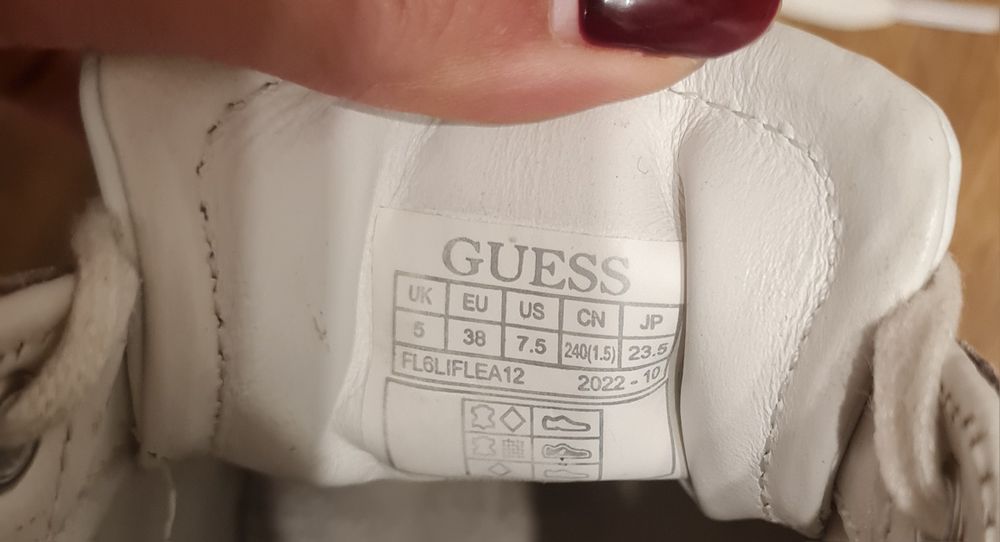 GUESS
UK EU US CN JP
5 38 7.5 240(1.5) 23.5
FL6LIFLEA12 2022 - 10